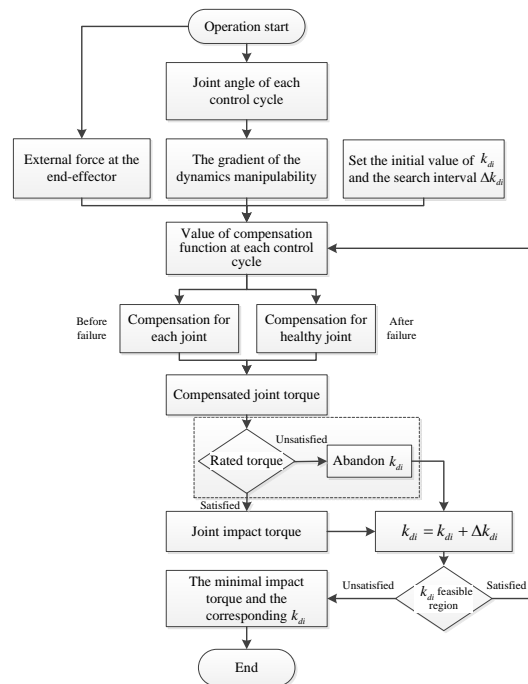 Operation start
Joint angle of each
control cycle
External force at the
end-effector
The gradient of the
dynamics manipulability
Set the initial value of k_di
and the search interval Δk_di
Value of compensation
function at each control
cycle
Before
failure
Compensation for
each joint
Compensation for
healthy joint
After
failure
Compensated joint torque
Rated torque
Unsatisfied
Abandon k_di
Satisfied
Joint impact torque
k_di = k_di + Δk_di
The minimal impact
torque and the
corresponding k_di
Unsatisfied
k_di feasible
region
Satisfied
End